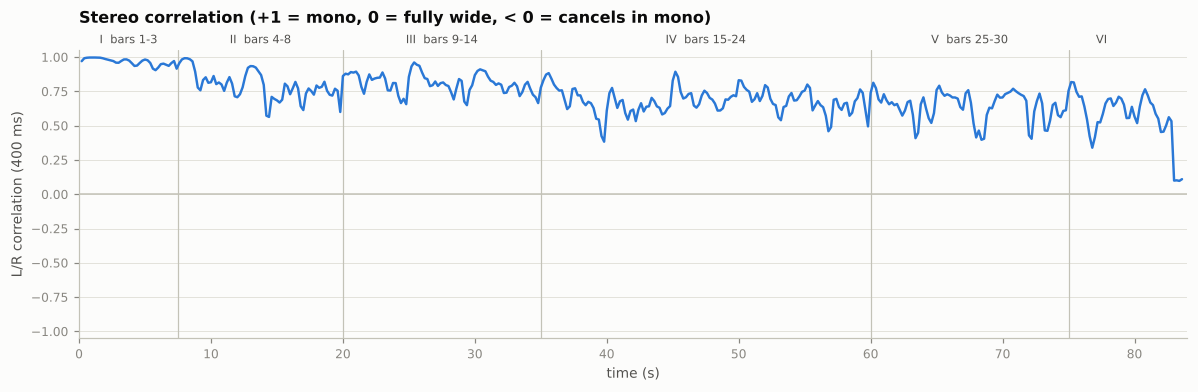 Stereo correlation (+1 = mono, 0 = fully wide, < 0 = cancels in mono)
I bars 1-3
II bars 4-8
III bars 9-14
IV bars 15-24
V bars 25-30
VI
L/R correlation (400 ms)
1.00
0.75
0.50
0.25
0.00
−0.25
−0.50
−0.75
−1.00
0
10
20
30
40
50
60
70
80
time (s)